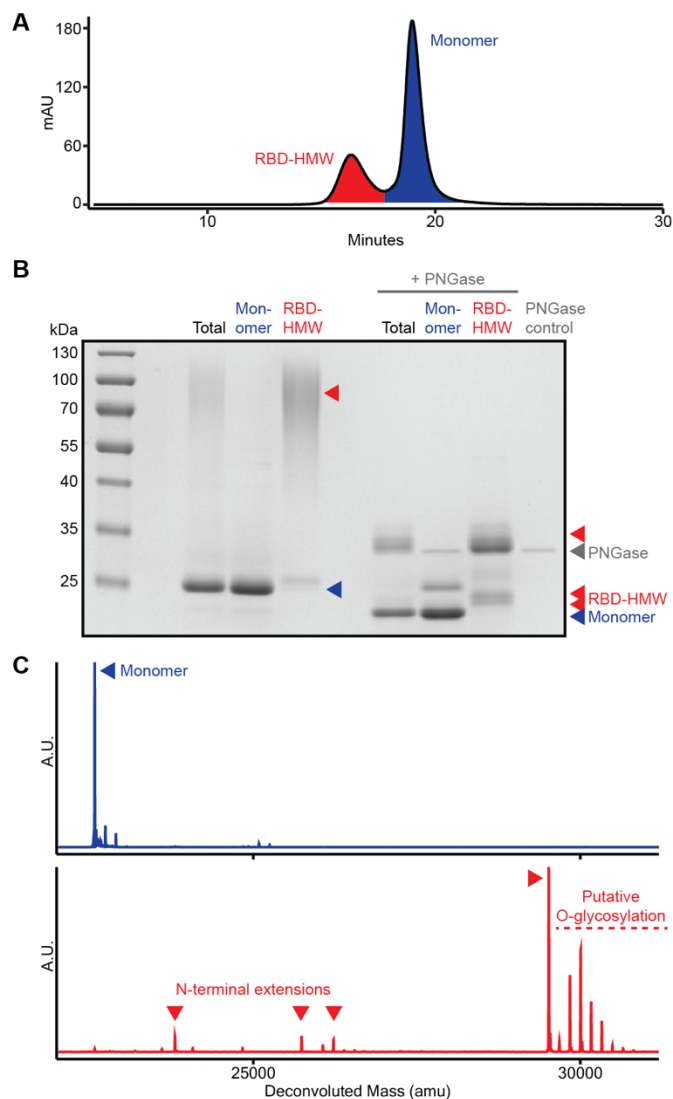 A
180
120
60
0
mAU
Monomer
RBD-HMW
10
20
30
Minutes
B
+ PNGase
kDa
Total
Mon-
omer
RBD-
HMW
Total
Mon-
omer
RBD-
HMW
PNGase
control
130
100
70
55
40
35
25
PNGase
RBD-HMW
Monomer
C
A.U.
Monomer
A.U.
N-terminal extensions
Putative
O-glycosylation
25000
30000
Deconvoluted Mass (amu)